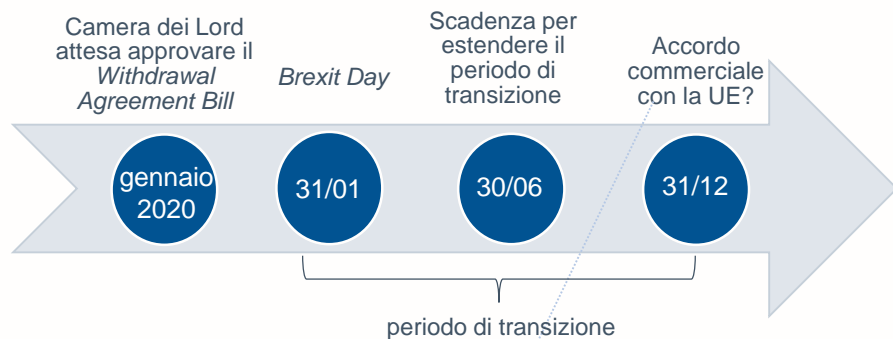 Camera dei Lord
attesa approvare il
Withdrawal
Agreement Bill
Brexit Day
Scadenza per
estendere il
periodo di
transizione
Accordo
commerciale
con la UE?
gennaio
2020
31/01
30/06
31/12
periodo di transizione